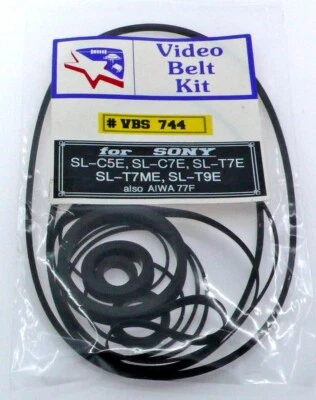 Video
Belt
Kit
# VBS 744
for SONY
SL-C5E, SL-C7E, SL-T7E
SL-T7ME, SL-T9E
also AIWA 77F